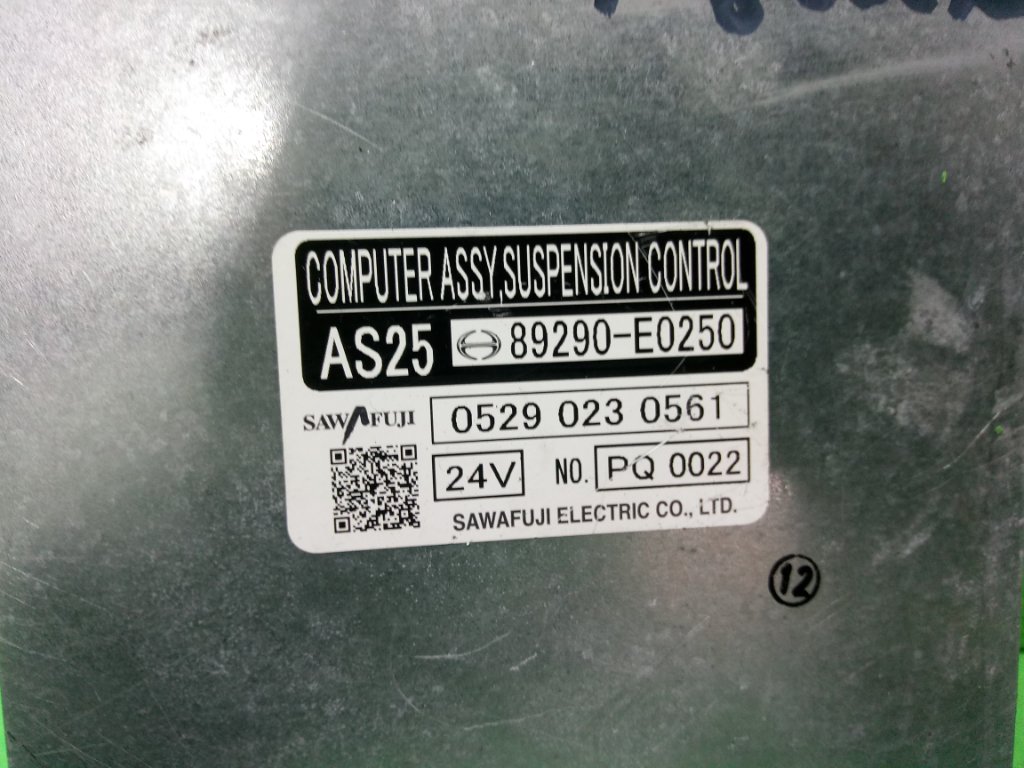 COMPUTER ASSY,SUSPENSION CONTROL
AS25 89290-E0250
SAWAFUJI 0529 023 0561
24V NO. PQ 0022
SAWAFUJI ELECTRIC CO., LTD.
12